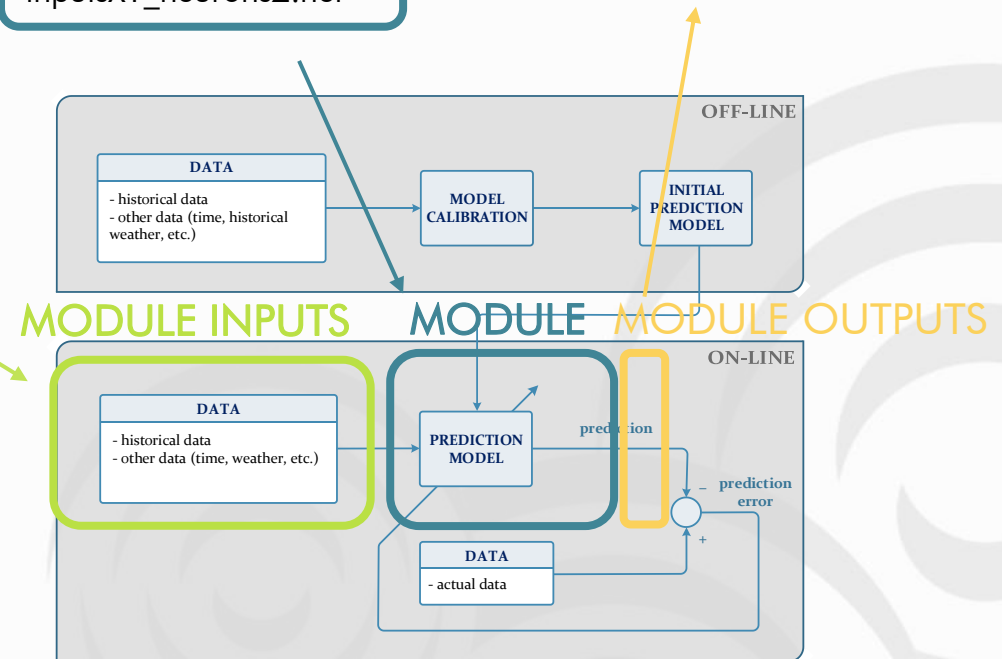 OFF-LINE
DATA
- historical data
- other data (time, historical
weather, etc.)
MODEL
CALIBRATION
INITIAL
PREDICTION
MODEL
MODULE INPUTS
MODULE
MODULE OUTPUTS
ON-LINE
DATA
- historical data
- other data (time, weather, etc.)
PREDICTION
MODEL
prediction
–
prediction
error
+
DATA
- actual data